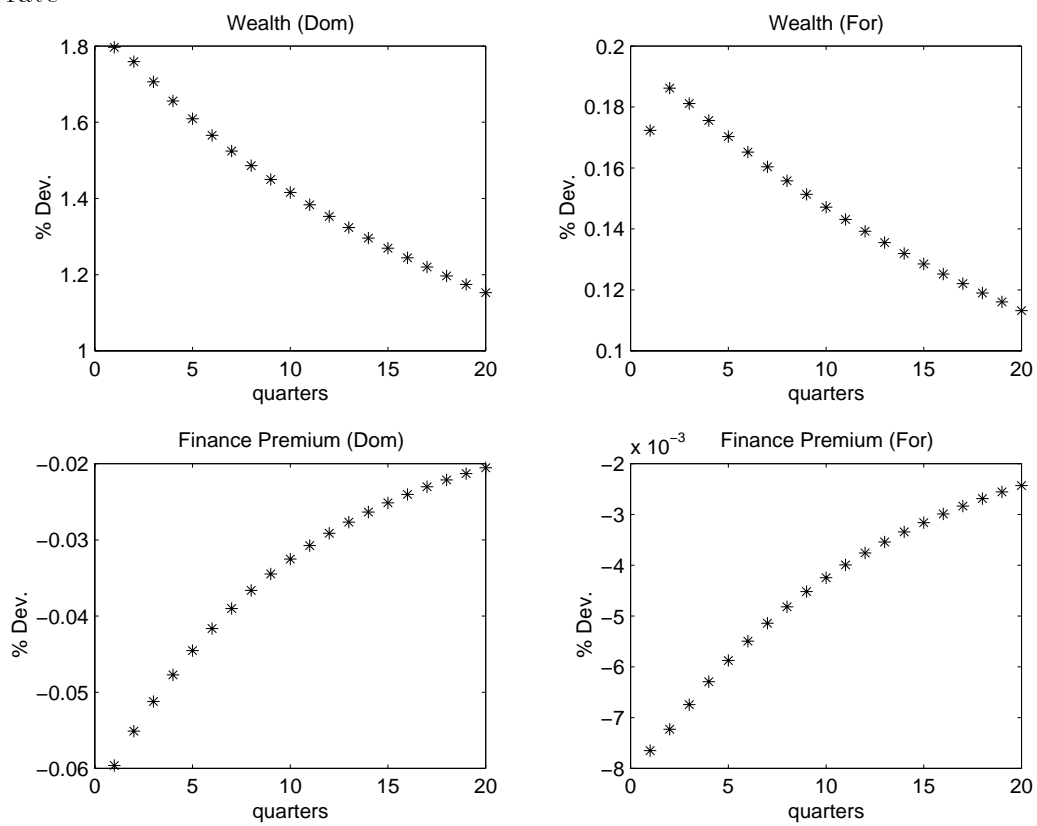 Wealth (Dom)
1.8
1.6
1.4
1.2
1
% Dev.
0 5 10 15 20
quarters
Wealth (For)
0.2
0.18
0.16
0.14
0.12
0.1
% Dev.
0 5 10 15 20
quarters
Finance Premium (Dom)
−0.02
−0.03
−0.04
−0.05
−0.06
% Dev.
0 5 10 15 20
quarters
x 10⁻³ Finance Premium (For)
−2
−3
−4
−5
−6
−7
−8
% Dev.
0 5 10 15 20
quarters